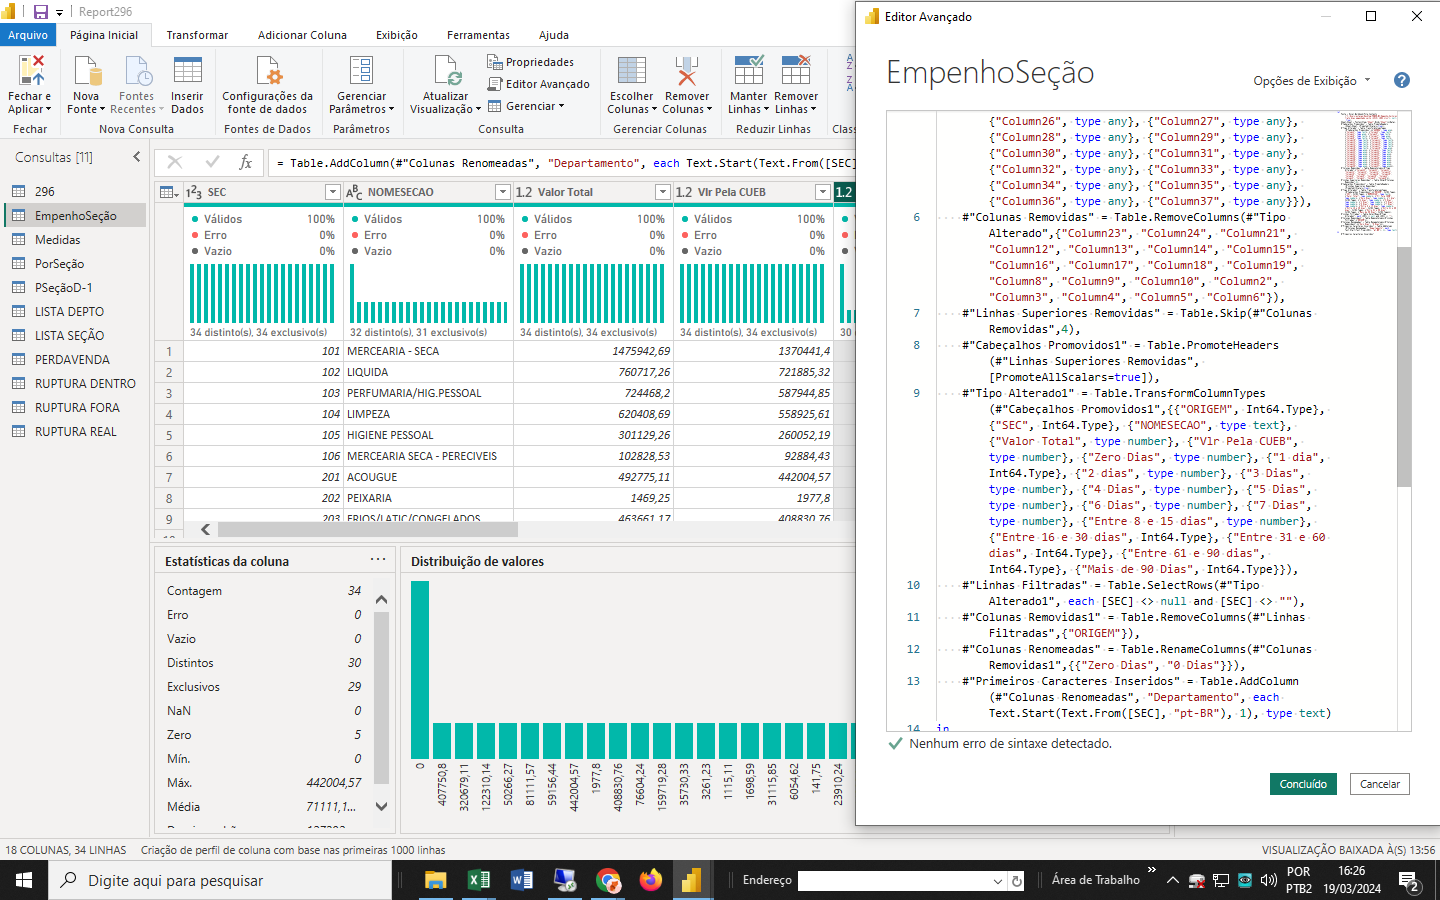 Report296
Arquivo
Página Inicial
Transformar
Adicionar Coluna
Exibição
Ferramentas
Ajuda
Fechar e Aplicar
Nova Fonte
Fontes Recentes
Inserir Dados
Configurações da fonte de dados
Gerenciar Parâmetros
Atualizar Visualização
Propriedades
Editor Avançado
Gerenciar
Escolher Colunas
Remover Colunas
Manter Linhas
Remover Linhas
Fechar
Nova Consulta
Fontes de Dados
Parâmetros
Consulta
Gerenciar Colunas
Reduzir Linhas
Class
Consultas [11]
296
EmpenhoSeção
Medidas
PorSeção
PSeçãoD-1
LISTA DEPTO
LISTA SEÇÃO
PERDAVENDA
RUPTURA DENTRO
RUPTURA FORA
RUPTURA REAL
= Table.AddColumn(#"Colunas Renomeadas", "Departamento", each Text.Start(Text.From([SEC]
SEC
NOMESECAO
1.2 Valor Total
1.2 Vlr Pela CUEB
1.2
Válidos 100% Válidos 100% Válidos 100% Válidos 100%
Erro 0% Erro 0% Erro 0% Erro 0%
Vazio 0% Vazio 0% Vazio 0% Vazio 0%
34 distinto(s), 34 exclusivo(s) 32 distinto(s), 31 exclusivo(s) 34 distinto(s), 34 exclusivo(s) 34 distinto(s), 34 exclusivo(s) 30
1 101 MERCEARIA - SECA 1475942,69 1370441,4
2 102 LIQUIDA 760717,26 721885,32
3 103 PERFUMARIA/HIG.PESSOAL 724468,2 587944,85
4 104 LIMPEZA 620408,69 558925,61
5 105 HIGIENE PESSOAL 301129,26 260052,19
6 106 MERCEARIA SECA - PERECIVEIS 102828,53 92884,43
7 201 ACOUGUE 492775,11 442004,57
8 202 PEIXARIA 1469,25 1977,8
9 203 FRIOS/LATIC/CONGELADOS 463661,17 408830,76
Estatísticas da coluna
Contagem 34
Erro 0
Vazio 0
Distintos 30
Exclusivos 29
NaN 0
Zero 5
Mín. 0
Máx. 442004,57
Média 71111,1...
Distribuição de valores
0
407750,8
320679,11
122310,14
50266,27
81111,57
59156,44
442004,57
1977,8
408830,76
76604,24
159719,28
35730,33
3261,23
1115,11
1698,59
31115,85
6054,62
141,75
23910,24
Editor Avançado
EmpenhoSeção
Opções de Exibição
{"Column26", type any}, {"Column27", type any},
{"Column28", type any}, {"Column29", type any},
{"Column30", type any}, {"Column31", type any},
{"Column32", type any}, {"Column33", type any},
{"Column34", type any}, {"Column35", type any},
{"Column36", type any}, {"Column37", type any}}),
6 #"Colunas Removidas" = Table.RemoveColumns(#"Tipo
Alterado",{"Column23", "Column24", "Column21",
"Column12", "Column13", "Column14", "Column15",
"Column16", "Column17", "Column18", "Column19",
"Column8", "Column9", "Column10", "Column2",
"Column3", "Column4", "Column5", "Column6"}),
7 #"Linhas Superiores Removidas" = Table.Skip(#"Colunas
Removidas",4),
8 #"Cabeçalhos Promovidos1" = Table.PromoteHeaders
(#"Linhas Superiores Removidas",
[PromoteAllScalars=true]),
9 #"Tipo Alterado1" = Table.TransformColumnTypes
(#"Cabeçalhos Promovidos1",{{"ORIGEM", Int64.Type},
{"SEC", Int64.Type}, {"NOMESECAO", type text},
{"Valor Total", type number}, {"Vlr Pela CUEB",
type number}, {"Zero Dias", type number}, {"1 dia",
Int64.Type}, {"2 dias", type number}, {"3 Dias",
type number}, {"4 Dias", type number}, {"5 Dias",
type number}, {"6 Dias", type number}, {"7 Dias",
type number}, {"Entre 8 e 15 dias", type number},
{"Entre 16 e 30 dias", Int64.Type}, {"Entre 31 e 60
dias", Int64.Type}, {"Entre 61 e 90 dias",
Int64.Type}, {"Mais de 90 Dias", Int64.Type}}),
10 #"Linhas Filtradas" = Table.SelectRows(#"Tipo
Alterado1", each [SEC] <> null and [SEC] <> ""),
11 #"Colunas Removidas1" = Table.RemoveColumns(#"Linhas
Filtradas",{"ORIGEM"}),
12 #"Colunas Renomeadas" = Table.RenameColumns(#"Colunas
Removidas1",{{"Zero Dias", "0 Dias"}}),
13 #"Primeiros Caracteres Inseridos" = Table.AddColumn
(#"Colunas Renomeadas", "Departamento", each
Text.Start(Text.From([SEC], "pt-BR"), 1), type text)
14 in
Nenhum erro de sintaxe detectado.
Concluído
Cancelar
18 COLUNAS, 34 LINHAS
Criação de perfil de coluna com base nas primeiras 1000 linhas
VISUALIZAÇÃO BAIXADA À(S) 13:56
Digite aqui para pesquisar
Endereço
Área de Trabalho
POR
PTB2
16:26
19/03/2024
2